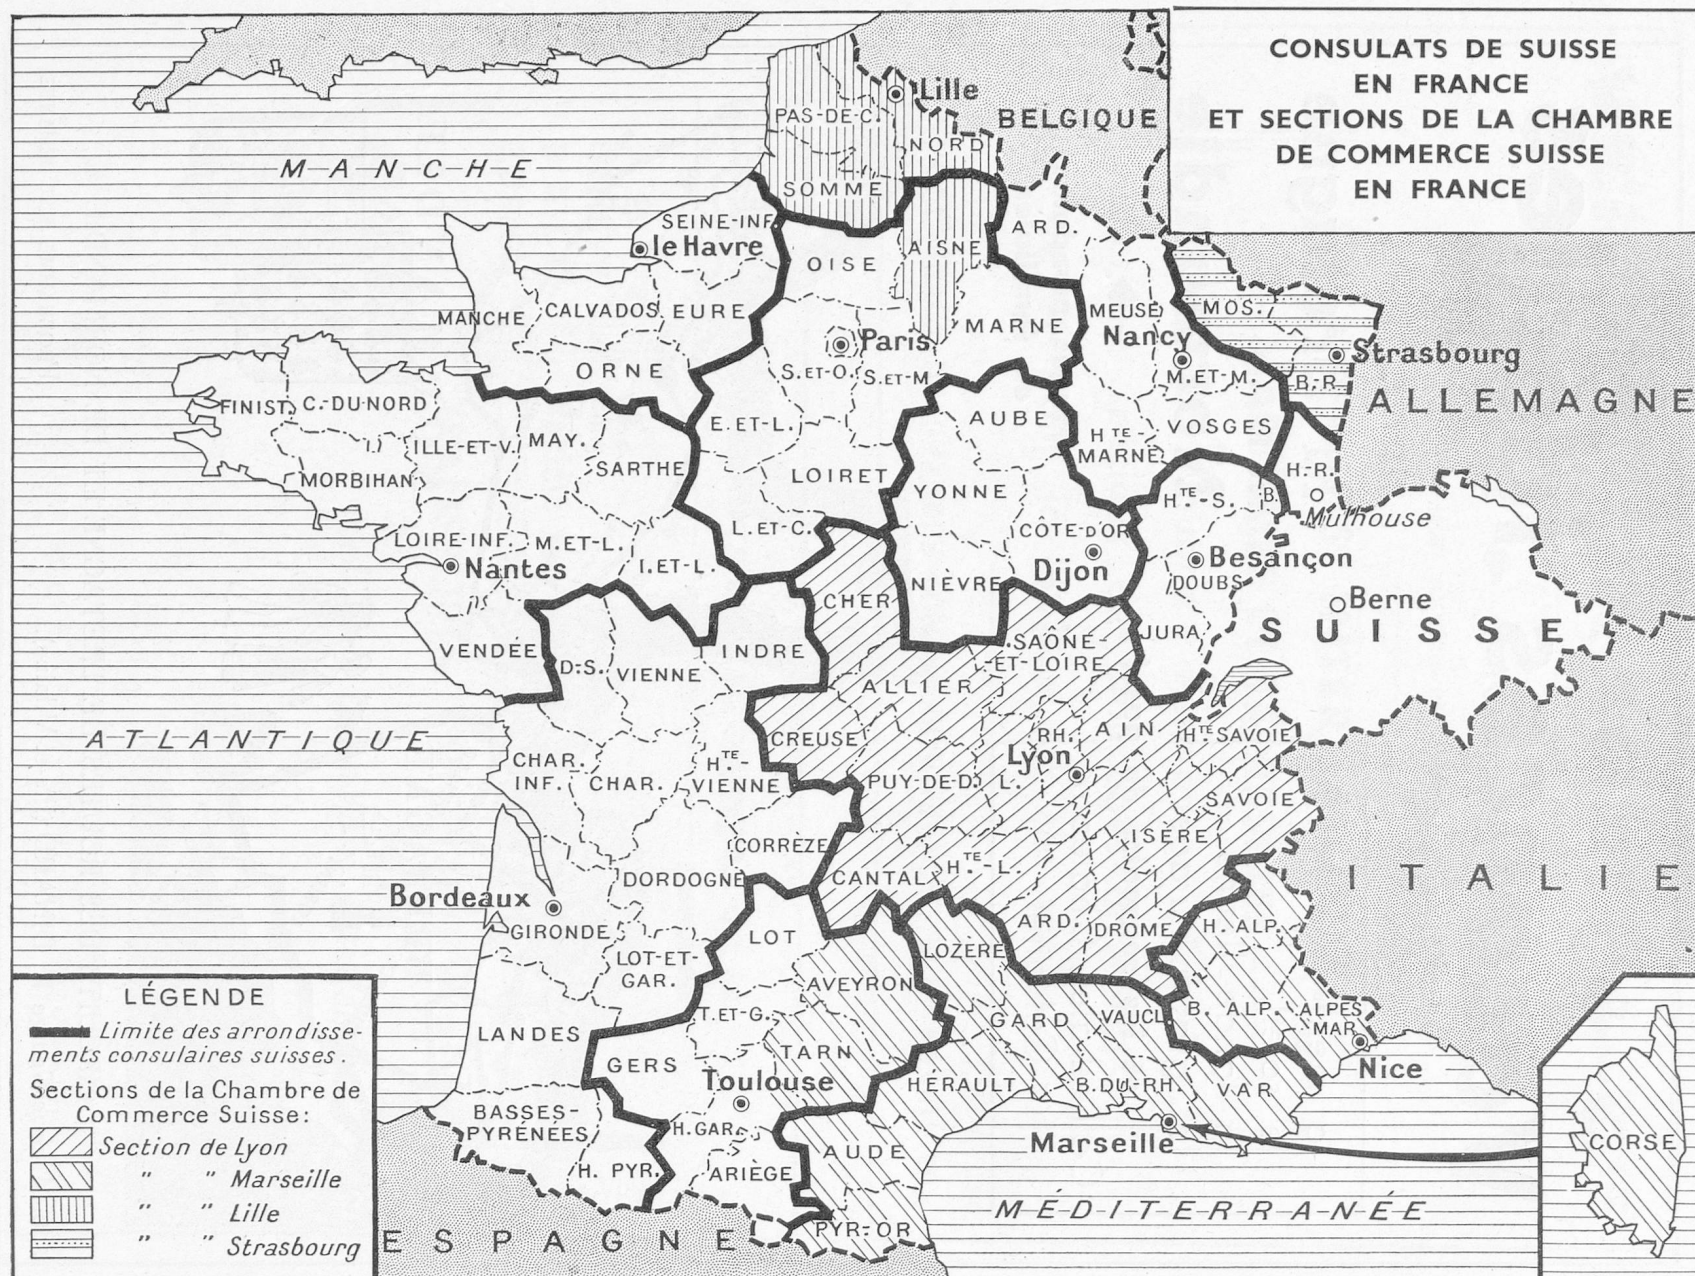 CONSULATS DE SUISSE
EN FRANCE
ET SECTIONS DE LA CHAMBRE
DE COMMERCE SUISSE
EN FRANCE
Lille
BELGIQUE
PAS-DE-C.
NORD
MANCHE
SOMME
SEINE-INF.
ARD.
le Havre
AISNE
OISE
MANCHE
CALVADOS
EURE
MEUSE
MOS.
MARNE
Paris
Nancy
Strasbourg
ORNE
S. ET-O.
S. ET-M
M. ET-M.
B.-R.
ALLEMAGNE
FINIST.
C.-DU-NORD
E. ET-L.
AUBE
VOSGES
ILLE-ET-V.
MAY.
HTE-
MARNE
SARTHE
LOIRET
H.-R.
MORBIHAN
YONNE
HTE-S.
B.
Mulhouse
LOIRE-INF.
M. ET-L.
L. ET-C.
CÔTE-D'OR
Nantes
I. ET-L.
Dijon
Besançon
NIÈVRE
DOUBS
CHER
Berne
SUISSE
VENDÉE
D.-S.
VIENNE
INDRE
SAÔNE-
ET-LOIRE
JURA
ALLIER
ATLANTIQUE
CREUSE
RH.
AIN
HTE SAVOIE
CHAR.
INF.
CHAR.
HTE-
VIENNE
PUY-DE-D.
L.
Lyon
SAVOIE
CORRÈZE
ISÈRE
DORDOGNE
CANTAL
HTE-L.
ITALIE
Bordeaux
GIRONDE
LOT
ARD.
DRÔME
H. ALP.
LOT-ET-
GAR.
LOZÈRE
AVEYRON
LANDES
T. ET-G.
GARD
VAUCL.
B. ALP.
ALPES
MAR.
TARN
GERS
Toulouse
HÉRAULT
B.DU-RH.
VAR
Nice
BASSES-
PYRÉNÉES
H.GAR.
Marseille
AUDE
CORSE
H. PYR.
ARIÈGE
MÉDITERRANÉE
PYR.-OR
ESPAGNE
LÉGENDE
Limite des arrondisse-
ments consulaires suisses.
Sections de la Chambre de
Commerce Suisse:
Section de Lyon
" " Marseille
" " Lille
" " Strasbourg